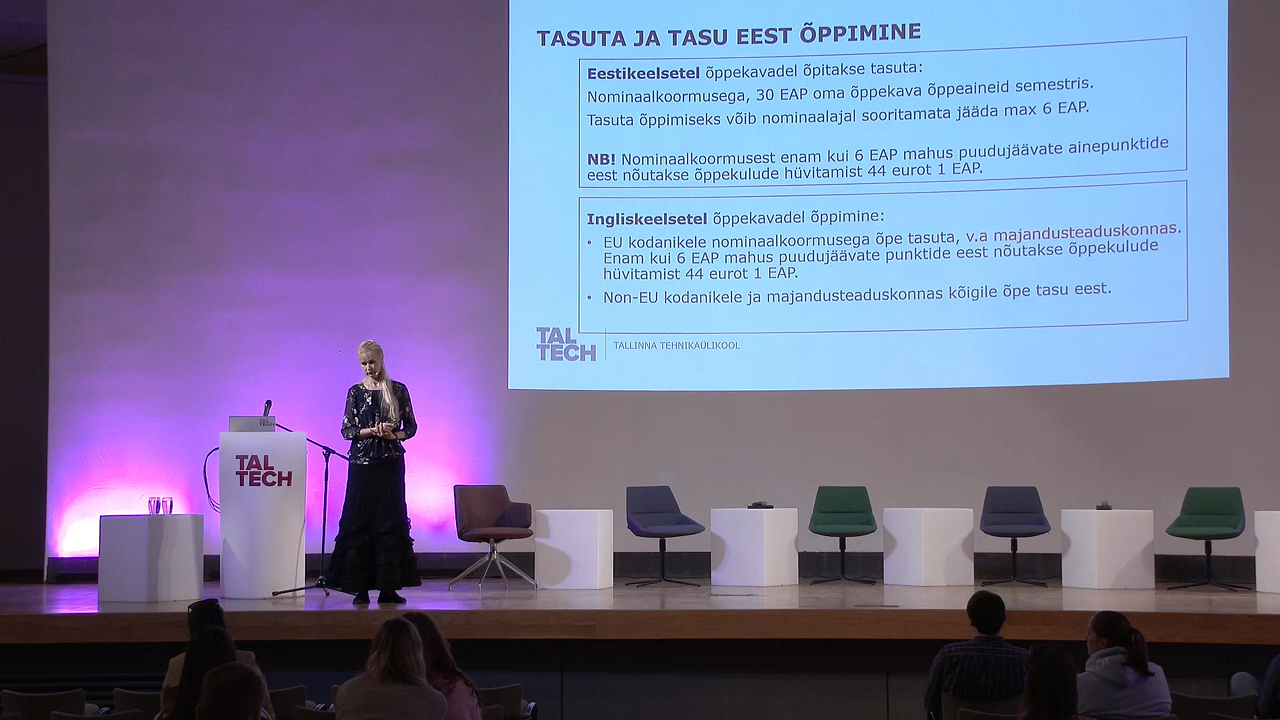 TASUTA JA TASU EEST ÕPPIMINE
Eestikeelsetel õppekavadel õpitakse tasuta:
Nominaalkoormusega, 30 EAP oma õppekava õppeaineid semestris.
Tasuta õppimiseks võib nominaalajal sooritamata jääda max 6 EAP.
NB! Nominaalkoormusest enam kui 6 EAP mahus puudujäävate ainepunktide
eest nõutakse õppekulude hüvitamist 44 eurot 1 EAP.
Ingliskeelsetel õppekavadel õppimine:
• EU kodanikele nominaalkoormusega õpe tasuta, v.a majandusteaduskonnas.
Enam kui 6 EAP mahus puudujäävate punktide eest nõutakse õppekulude
hüvitamist 44 eurot 1 EAP.
• Non-EU kodanikele ja majandusteaduskonnas kõigile õpe tasu eest.
TAL
TECH
TALLINNA TEHNIKAÜLIKOOL
TAL
TECH
TAL
TECH